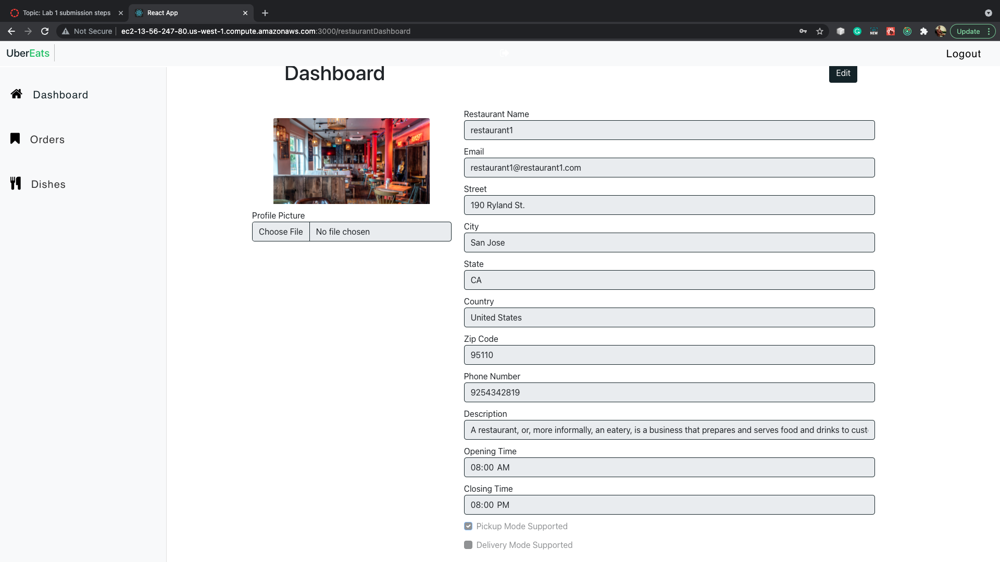 Topic: Lab 1 submission steps
React App
Not Secure
ec2-13-56-247-80.us-west-1.compute.amazonaws.com:3000/restaurantDashboard
NEW
Update
UberEats
Logout
Dashboard
Edit
Dashboard
Orders
Dishes
Profile Picture
Choose File No file chosen
Restaurant Name
restaurant1
Email
restaurant1@restaurant1.com
Street
190 Ryland St.
City
San Jose
State
CA
Country
United States
Zip Code
95110
Phone Number
9254342819
Description
A restaurant, or, more informally, an eatery, is a business that prepares and serves food and drinks to cust
Opening Time
08:00 AM
Closing Time
08:00 PM
Pickup Mode Supported
Delivery Mode Supported